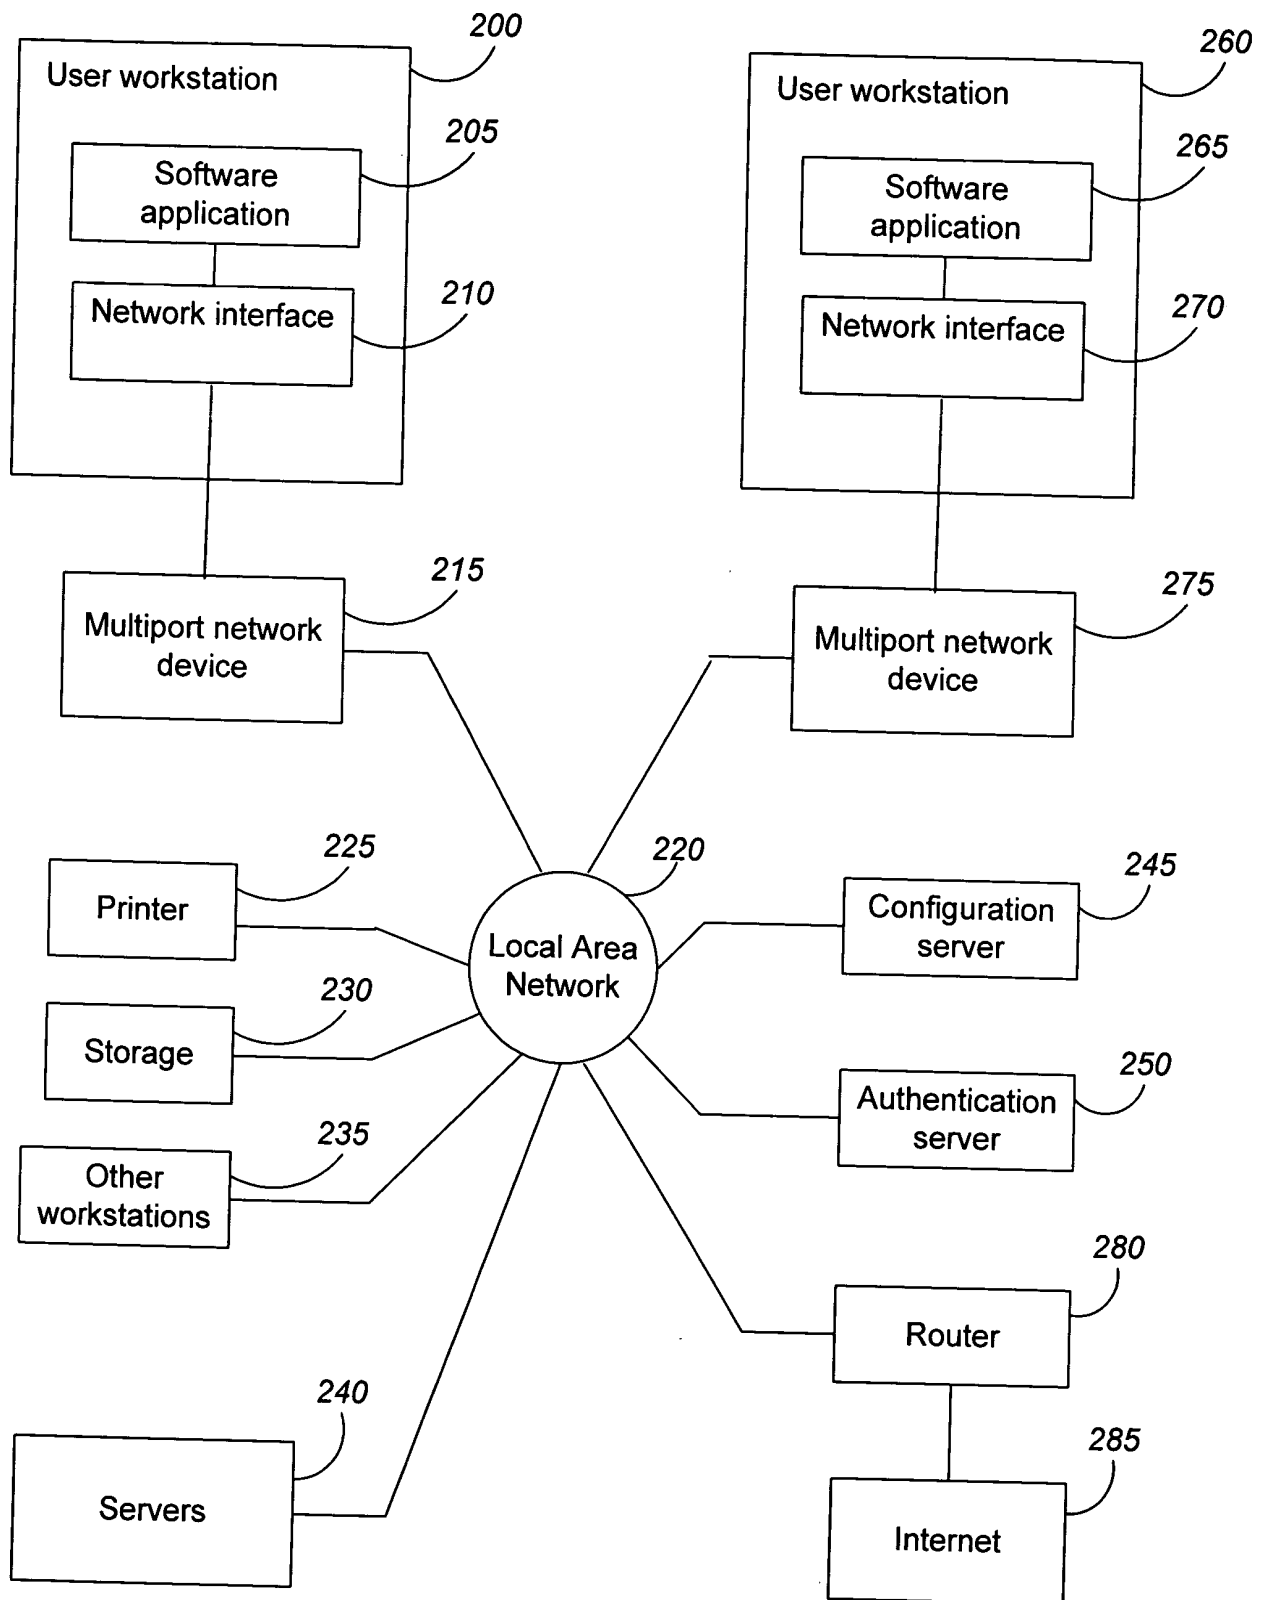 200
User workstation
205
Software
application
210
Network interface
260
User workstation
265
Software
application
270
Network interface
215
Multiport network
device
275
Multiport network
device
225
Printer
220
Local Area
Network
245
Configuration
server
230
Storage
250
Authentication
server
235
Other
workstations
280
Router
240
Servers
285
Internet